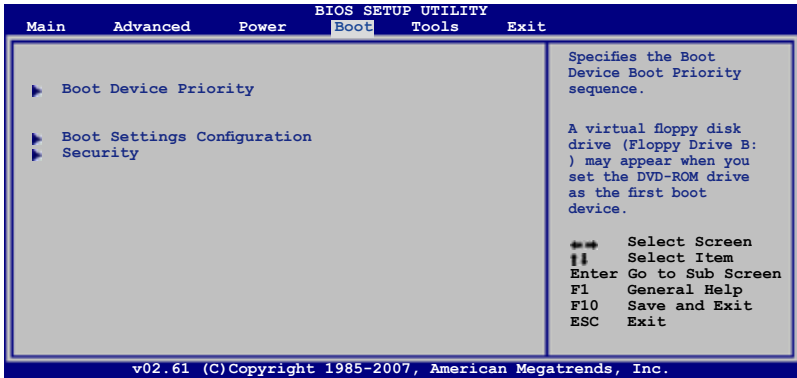 BIOS SETUP UTILITY
Main Advanced Power Boot Tools Exit
Boot Device Priority
Boot Settings Configuration
Security
Specifies the Boot
Device Boot Priority
sequence.
A virtual floppy disk
drive (Floppy Drive B:
) may appear when you
set the DVD-ROM drive
as the first boot
device.
Select Screen
Select Item
Enter Go to Sub Screen
F1 General Help
F10 Save and Exit
ESC Exit
v02.61 (C)Copyright 1985-2007, American Megatrends, Inc.